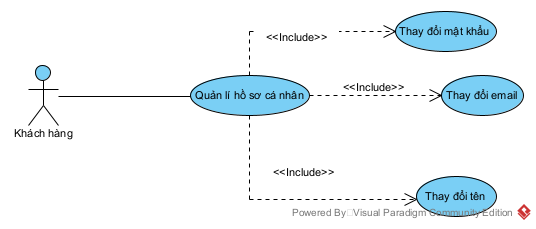 Thay đổi mật khẩu
<<Include>>
Quản lí hồ sơ cá nhân
<<Include>>
Thay đổi email
Khách hàng
<<Include>>
Thay đổi tên
Powered By Visual Paradigm Community Edition